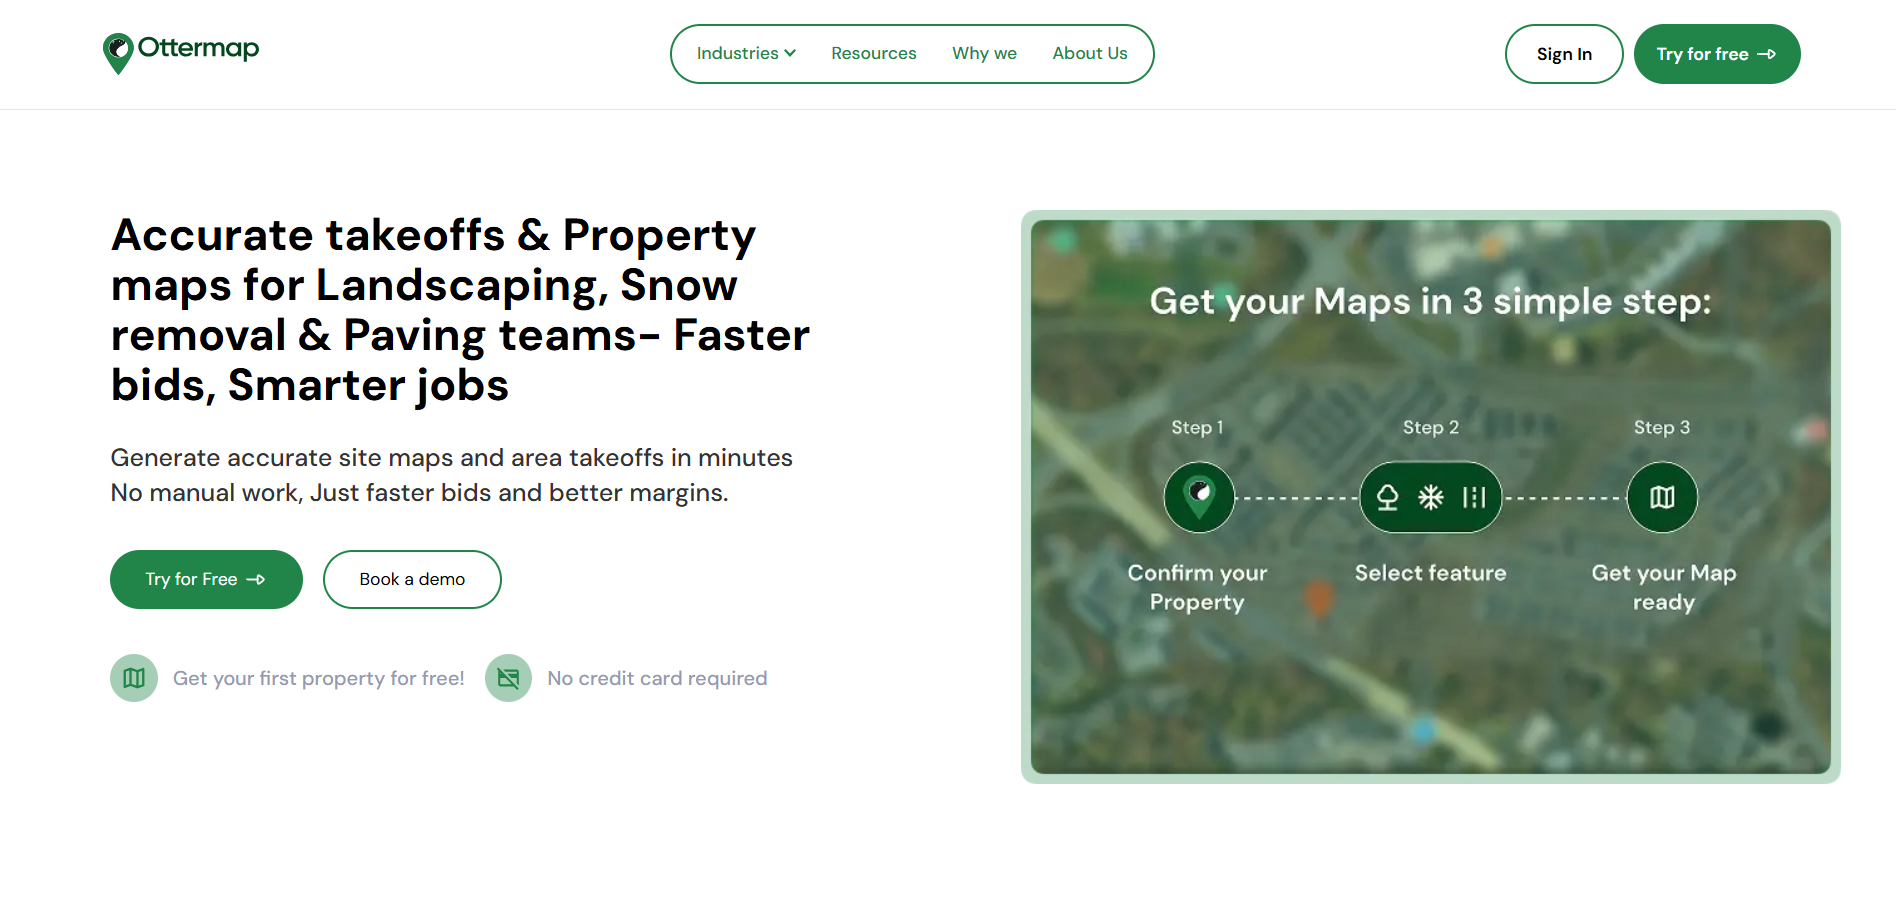 Ottermap
Industries
Resources
Why we
About Us
Sign In
Try for free
Accurate takeoffs & Property
maps for Landscaping, Snow
removal & Paving teams- Faster
bids, Smarter jobs
Generate accurate site maps and area takeoffs in minutes
No manual work, Just faster bids and better margins.
Try for Free
Book a demo
Get your first property for free!
No credit card required
Get your Maps in 3 simple step:
Step 1
Step 2
Step 3
Confirm your
Property
Select feature
Get your Map
ready